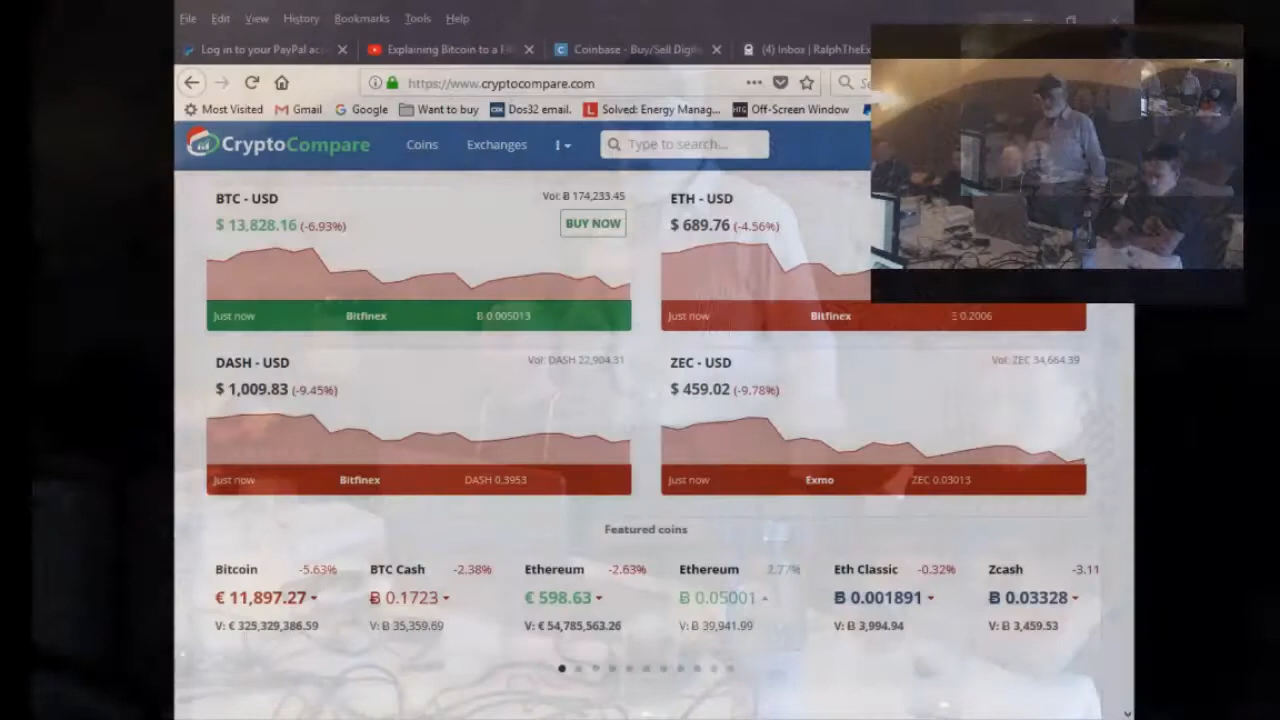 File Edit View History Bookmarks Tools Help
Log in to your PayPal acc Explaining Bitcoin to a Coinbase - Buy/Sell Digit (4) Inbox | RalphTheEx
https://www.cryptocompare.com
Most Visited Gmail Google Want to buy Dos32 email. Solved: Energy Manag... Off-Screen Window
CryptoCompare Coins Exchanges Type to search...
BTC - USD Vol: Ƀ 174,233.45 ETH - USD
$ 13,828.16 (-6.93%) BUY NOW $ 689.76 (-4.56%)
Just now Bitfinex Ƀ 0.005013 Just now Bitfinex Ξ 0.2006
DASH - USD Vol: DASH 22,904.31 ZEC - USD Vol: ZEC 34,664.39
$ 1,009.83 (-9.45%) $ 459.02 (-9.78%)
Just now Bitfinex DASH 0.3953 Just now Exmo ZEC 0.03013
Featured coins
Bitcoin -5.63% BTC Cash -2.38% Ethereum -2.63% Ethereum 2.77% Eth Classic -0.32% Zcash -3.11
€ 11,897.27 Ƀ 0.1723 € 598.63 Ƀ 0.05001 Ƀ 0.001891 Ƀ 0.03328
V: € 325,329,386.59 V: Ƀ 35,359.69 V: € 54,785,563.26 V: Ƀ 39,941.99 V: Ƀ 3,994.94 V: Ƀ 3,459.53